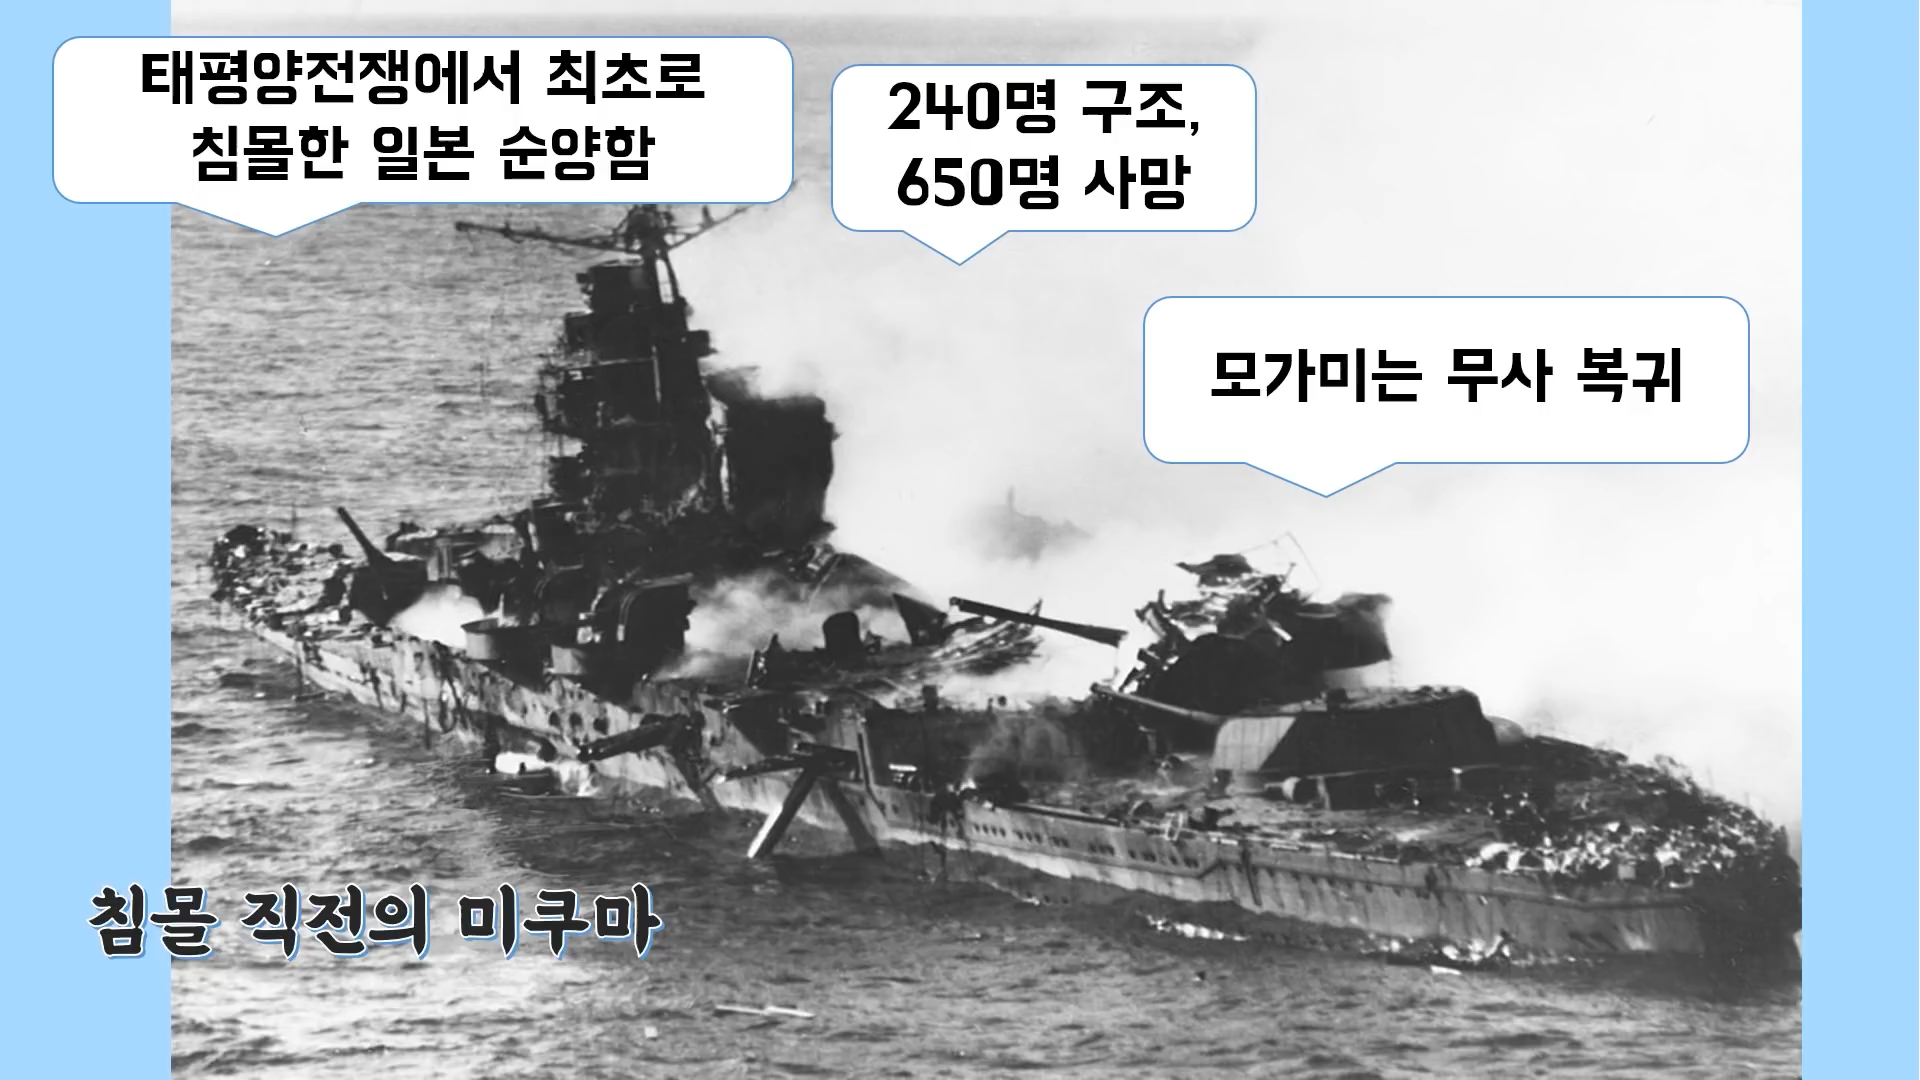 태평양전쟁에서 최초로
침몰한 일본 순양함
240명 구조,
650명 사망
모가미는 무사 복귀
침몰 직전의 미쿠마